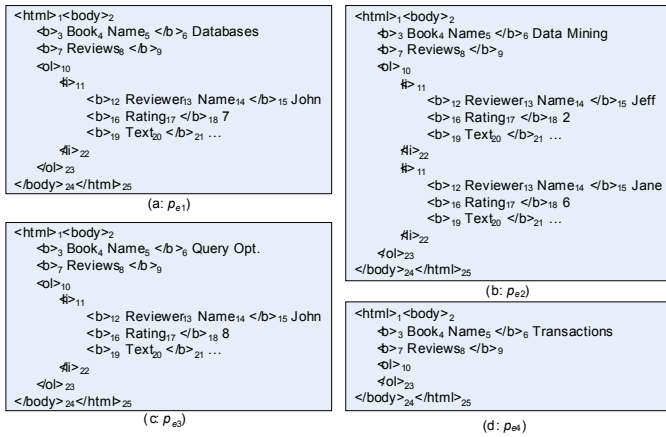 <html>₁<body>₂
<b>₃ Book₄ Name₅ </b>₆ Databases
<b>₇ Reviews₈ </b>₉
<ol>₁₀
<li>₁₁
<b>₁₂ Reviewer₁₃ Name₁₄ </b>₁₅ John
<b>₁₆ Rating₁₇ </b>₁₈ 7
<b>₁₉ Text₂₀ </b>₂₁ ...
</li>₂₂
</ol>₂₃
</body>₂₄</html>₂₅
(a: pₑ₁)
<html>₁<body>₂
<b>₃ Book₄ Name₅ </b>₆ Data Mining
<b>₇ Reviews₈ </b>₉
<ol>₁₀
<li>₁₁
<b>₁₂ Reviewer₁₃ Name₁₄ </b>₁₅ Jeff
<b>₁₆ Rating₁₇ </b>₁₈ 2
<b>₁₉ Text₂₀ </b>₂₁ ...
</li>₂₂
<li>₁₁
<b>₁₂ Reviewer₁₃ Name₁₄ </b>₁₅ Jane
<b>₁₆ Rating₁₇ </b>₁₈ 6
<b>₁₉ Text₂₀ </b>₂₁ ...
</li>₂₂
</ol>₂₃
</body>₂₄</html>₂₅
(b: pₑ₂)
<html>₁<body>₂
<b>₃ Book₄ Name₅ </b>₆ Query Opt.
<b>₇ Reviews₈ </b>₉
<ol>₁₀
<li>₁₁
<b>₁₂ Reviewer₁₃ Name₁₄ </b>₁₅ John
<b>₁₆ Rating₁₇ </b>₁₈ 8
<b>₁₉ Text₂₀ </b>₂₁ ...
</li>₂₂
</ol>₂₃
</body>₂₄</html>₂₅
(c: pₑ₃)
<html>₁<body>₂
<b>₃ Book₄ Name₅ </b>₆ Transactions
<b>₇ Reviews₈ </b>₉
<ol>₁₀
</ol>₂₃
</body>₂₄</html>₂₅
(d: pₑ₄)